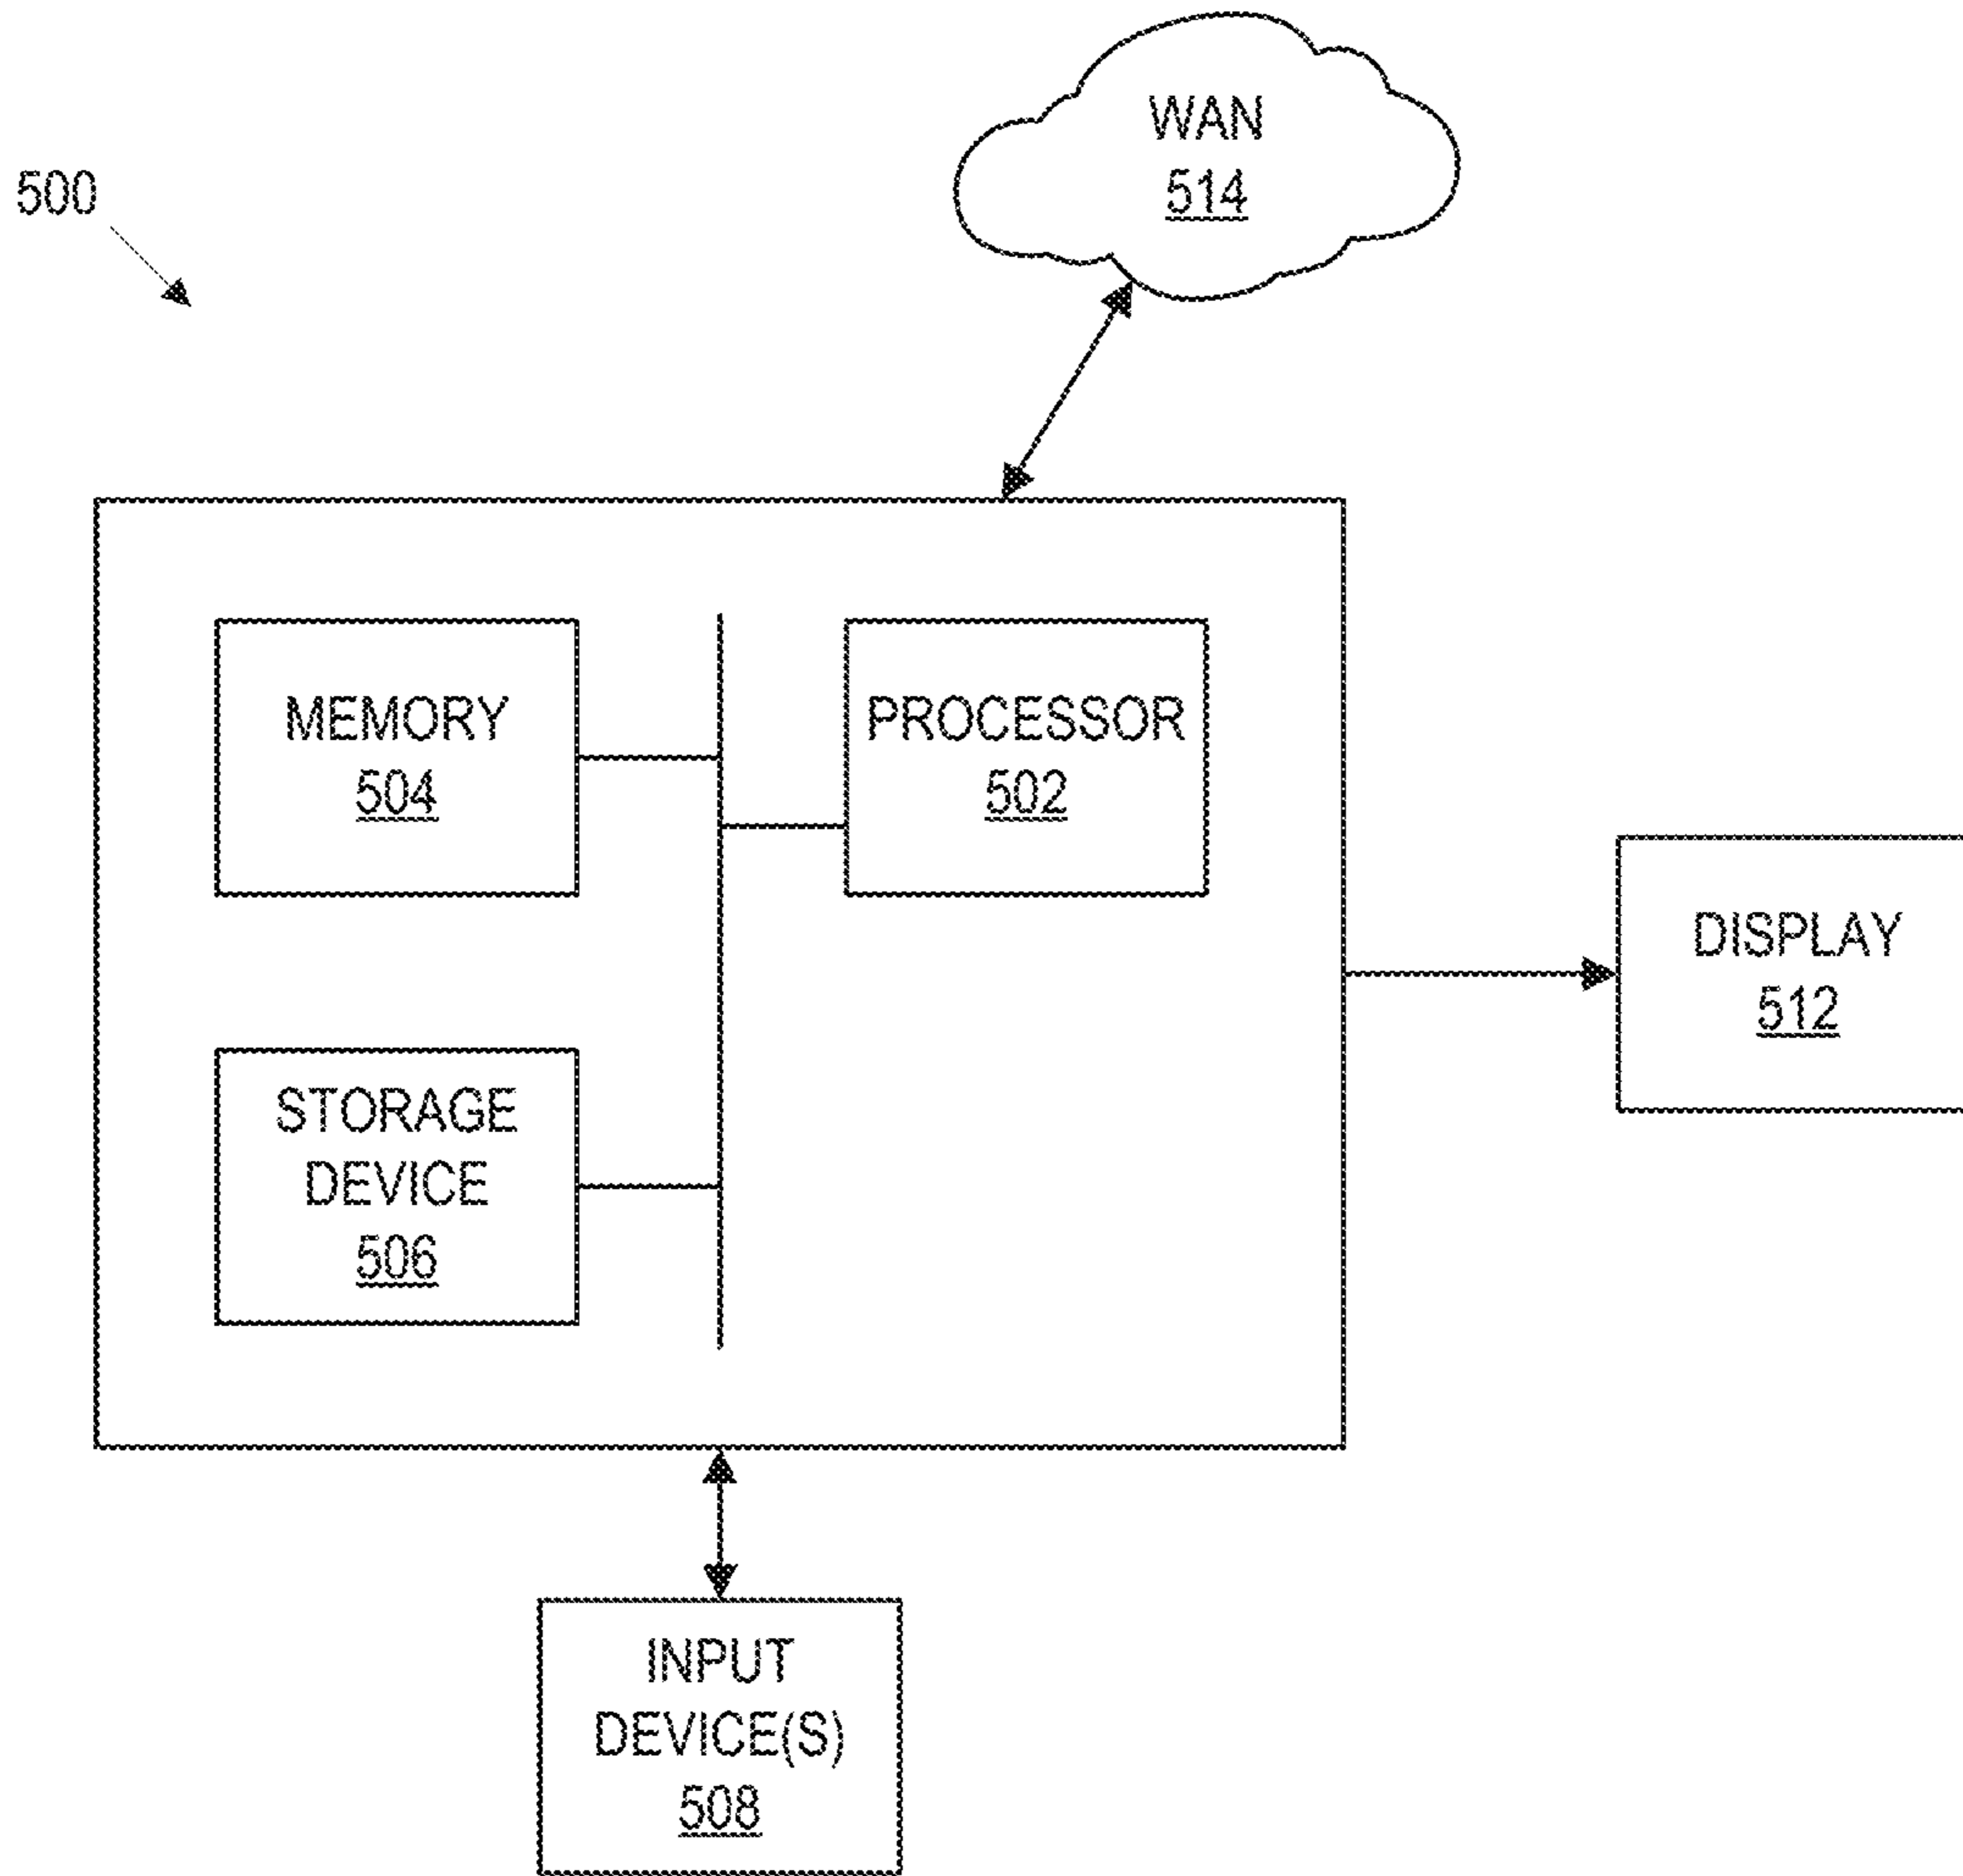 WAN
514
500
MEMORY
504
PROCESSOR
502
DISPLAY
512
STORAGE
DEVICE
506
INPUT
DEVICE(S)
508